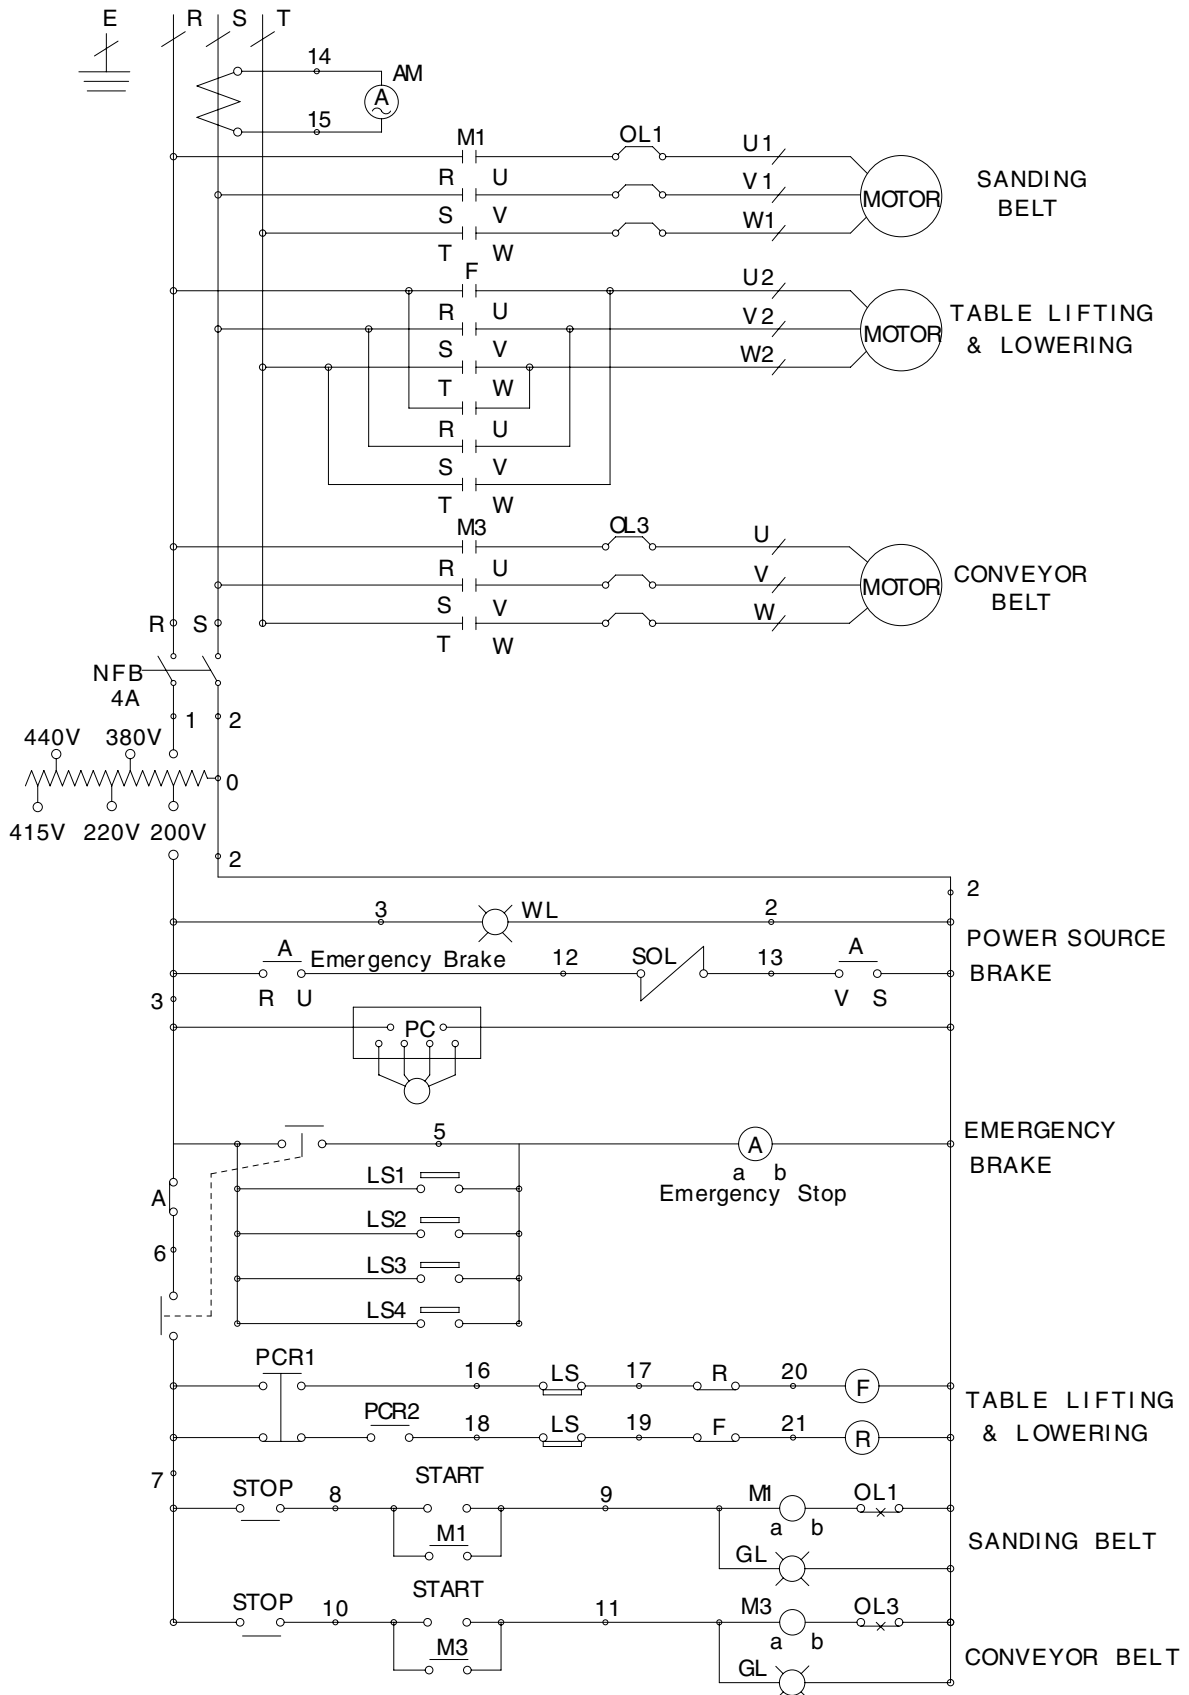 E R S T
14
AM
A
15
M1 OL1 U1
R U V1
SANDING
BELT
MOTOR
S V W1
T W
F U2
R U V2
TABLE LIFTING
& LOWERING
MOTOR
S V W2
T W
R U
S V
T W
M3 OL3 U
R U V
CONVEYOR
BELT
MOTOR
S V W
T W
R S
NFB
4A
1 2
440V 380V
0
415V 220V 200V
2
2
3 WL 2
POWER SOURCE
A Emergency Brake 12 SOL 13 A
BRAKE
R U V S
3
PC
5 A
EMERGENCY
BRAKE
a b
Emergency Stop
LS1
A
LS2
6
LS3
LS4
PCR1 16 LS 17 R 20 F
TABLE LIFTING
& LOWERING
PCR2 18 LS 19 F 21 R
7
STOP 8 START 9 M1 OL1
a b
M1
SANDING BELT
GL
STOP 10 START 11 M3 OL3
a b
M3
CONVEYOR BELT
GL